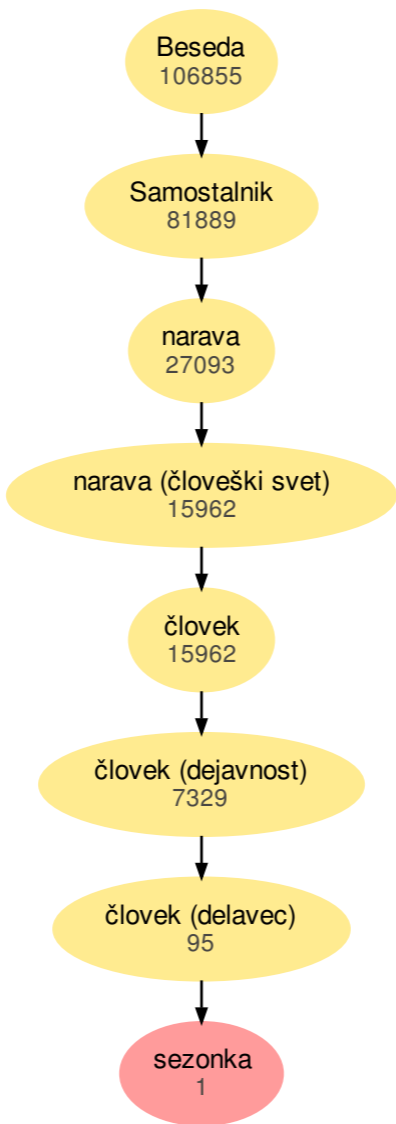 Beseda
106855
Samostalnik
81889
narava
27093
narava (človeški svet)
15962
človek
15962
človek (dejavnost)
7329
človek (delavec)
95
sezonka
1